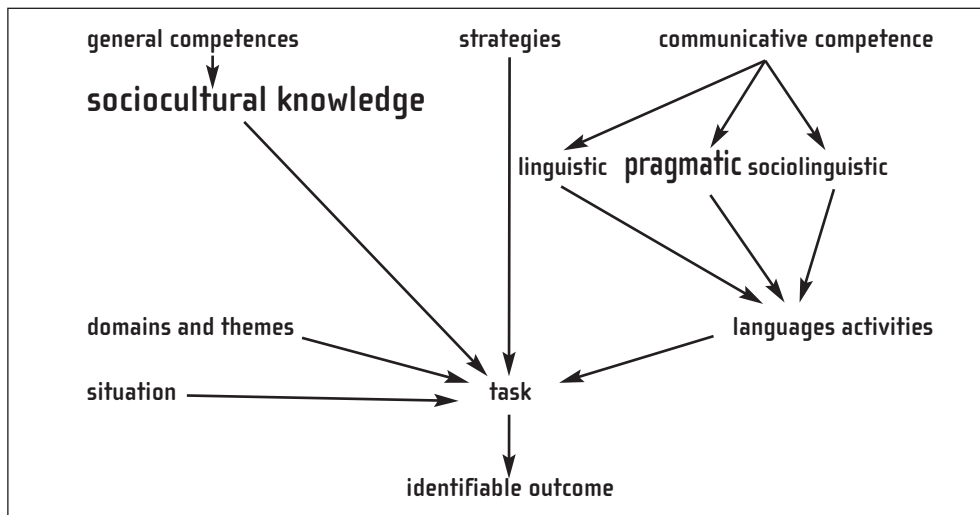 general competences strategies communicative competence
sociocultural knowledge
linguistic pragmatic sociolinguistic
domains and themes languages activities
situation task
identifiable outcome